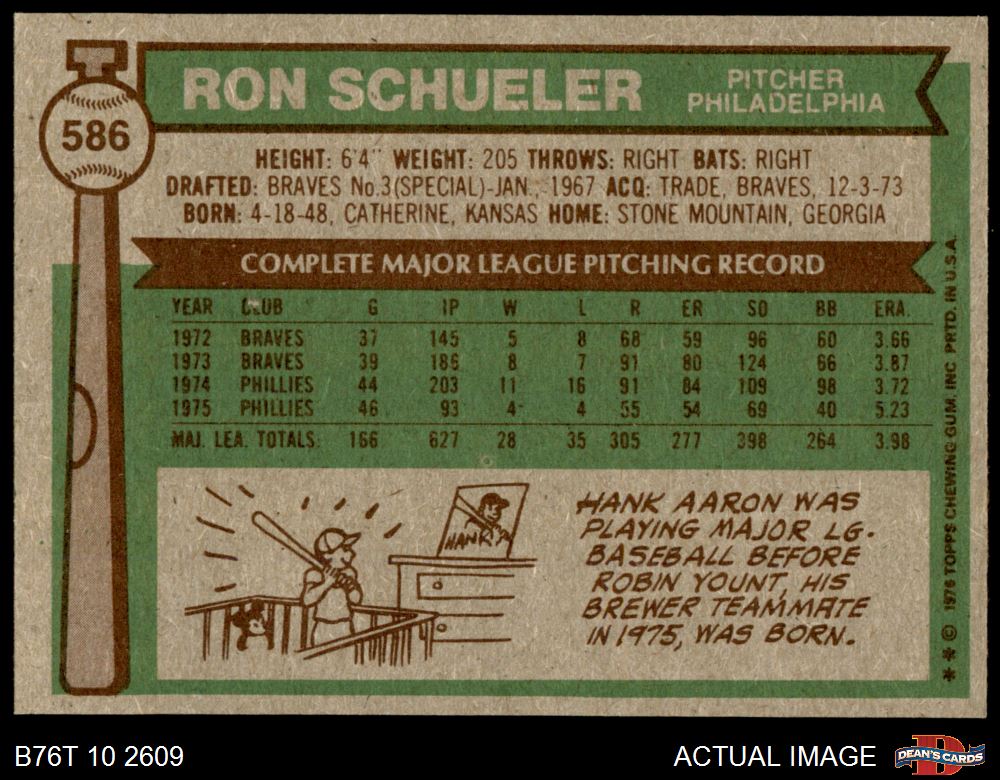 586
RON SCHUELER
PITCHER
PHILADELPHIA
HEIGHT: 6'4" WEIGHT: 205 THROWS: RIGHT BATS: RIGHT
DRAFTED: BRAVES No.3(SPECIAL)-JAN., 1967 ACQ: TRADE, BRAVES, 12-3-73
BORN: 4-18-48, CATHERINE, KANSAS HOME: STONE MOUNTAIN, GEORGIA
COMPLETE MAJOR LEAGUE PITCHING RECORD
YEAR CLUB G IP W L R ER SO BB ERA.
1972 BRAVES 37 145 5 8 68 59 96 60 3.66
1973 BRAVES 39 186 8 7 91 80 124 66 3.87
1974 PHILLIES 44 203 11 16 91 84 109 98 3.72
1975 PHILLIES 46 93 4 4 55 54 69 40 5.23
MAJ. LEA. TOTALS 166 627 28 35 305 277 398 264 3.98
HANK
HANK AARON WAS
PLAYING MAJOR LG.
BASEBALL BEFORE
ROBIN YOUNT, HIS
BREWER TEAMMATE
IN 1975, WAS BORN.
** © 1976 TOPPS CHEWING GUM, INC PRTD. IN U.S.A.
B76T 10 2609
ACTUAL IMAGE
D
DEAN'S CARDS